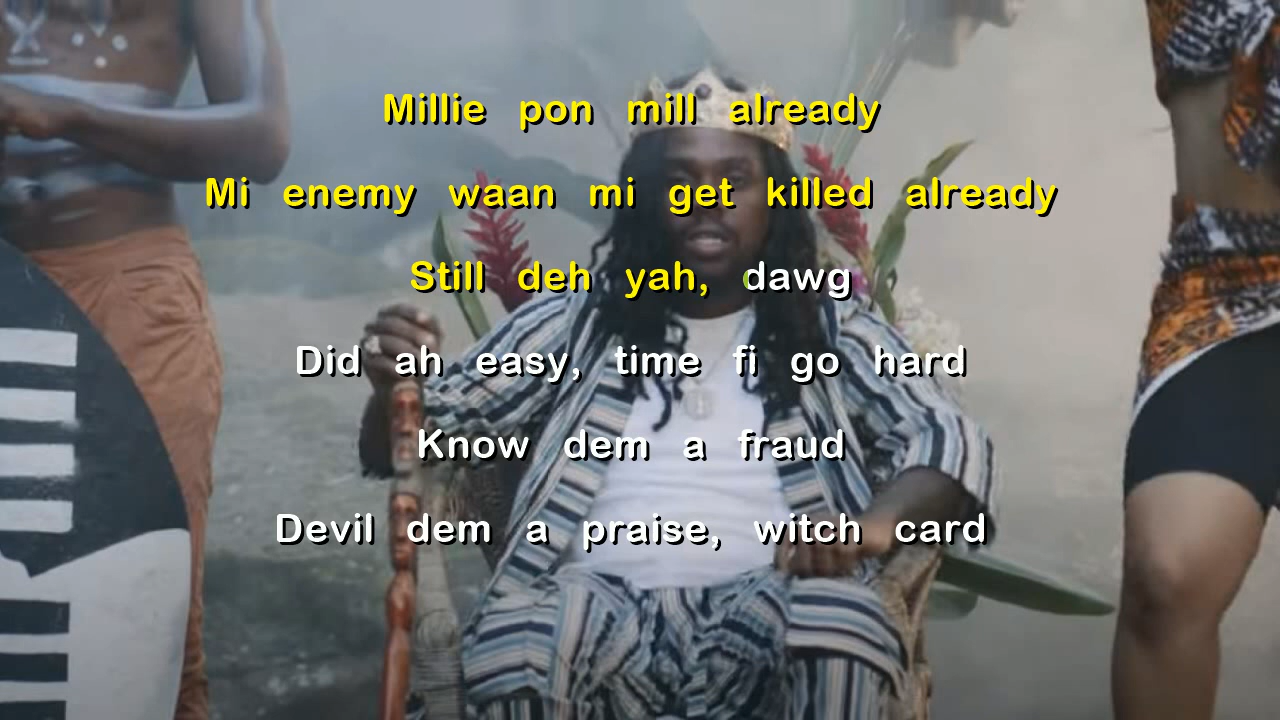 Millie pon mill already
Mi enemy waan mi get killed already
Still deh yah, dawg
Did ah easy, time fi go hard
Know dem a fraud
Devil dem a praise, witch card